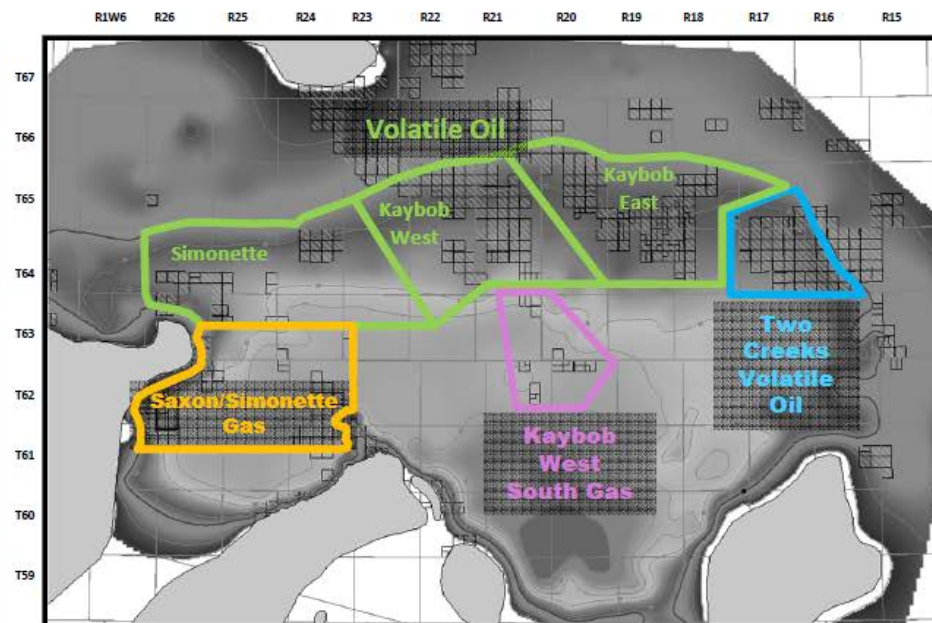 R1W6 R26 R25 R24 R23 R22 R21 R20 R19 R18 R17 R16 R15
T67
T66
T65
T64
T63
T62
T61
T60
T59
Volatile Oil
Kaybob
East
Kaybob
West
Simonette
Two
Creeks
Volatile
Oil
Saxon/Simonette
Gas
Kaybob
West
South Gas